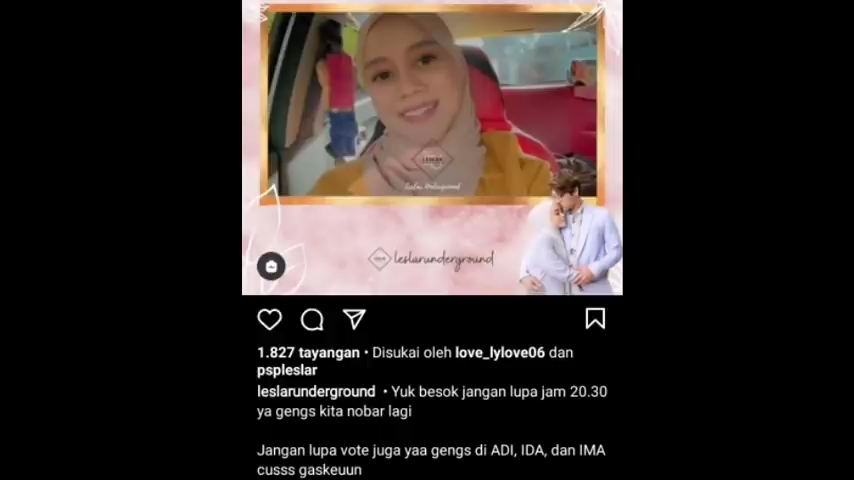 LESLAR
leslarunderground
1.827 tayangan • Disukai oleh love_lylove06 dan
pspleslar
leslarunderground • Yuk besok jangan lupa jam 20.30
ya gengs kita nobar lagi
Jangan lupa vote juga yaa gengs di ADI, IDA, dan IMA
cusss gaskeuun